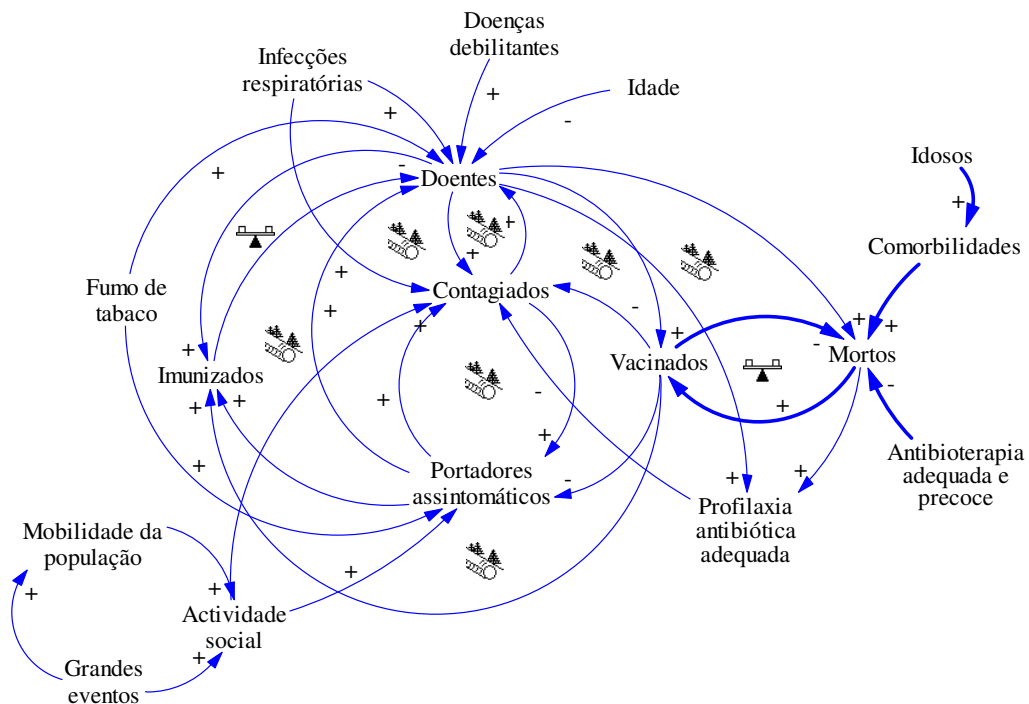 Doenças
debilitantes
Infecções
respiratórias
Idade
+
+
-
Idosos
+
-
Doentes
+
+
Comorbilidades
+
+
Fumo de
tabaco
+
Contagiados
+
+
-
+
+
+
-
Mortos
+
Imunizados
Vacinados
-
+
+
+
-
+
+
Antibioterapia
adequada e
precoce
+
+
Portadores
assintomáticos
-
+
+
Profilaxia
antibiótica
adequada
Mobilidade da
população
+
+
+
Actividade
social
+
Grandes
eventos